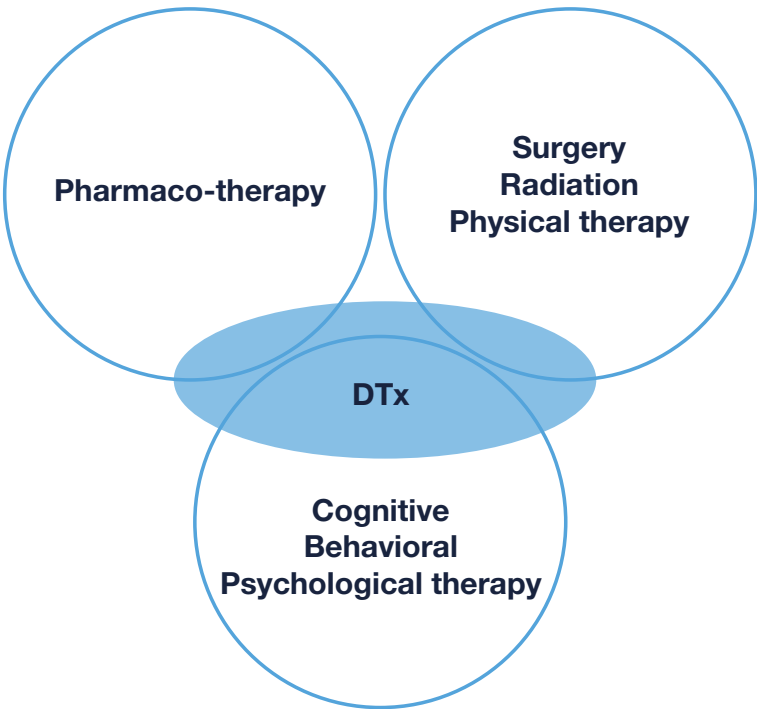 Pharmaco-therapy
Surgery
Radiation
Physical therapy
DTx
Cognitive
Behavioral
Psychological therapy